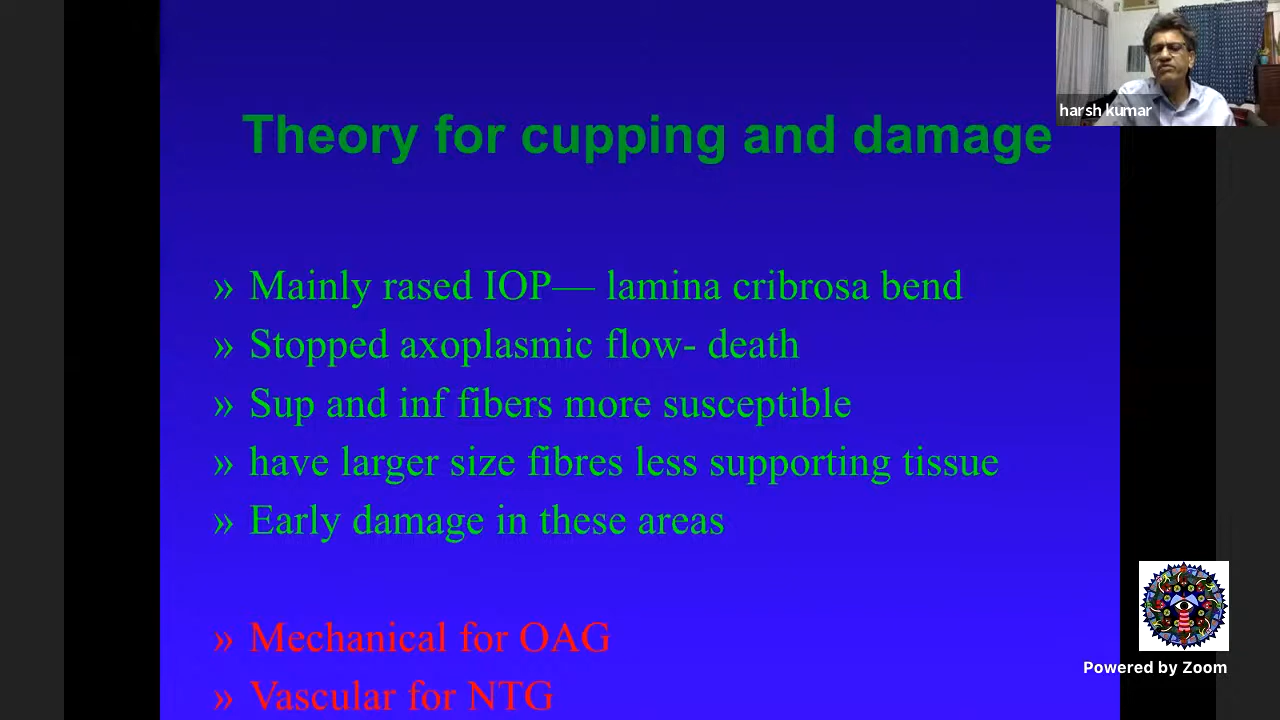 harsh kumar
Theory for cupping and damage
» Mainly rased IOP— lamina cribrosa bend
» Stopped axoplasmic flow- death
» Sup and inf fibers more susceptible
» have larger size fibres less supporting tissue
» Early damage in these areas
» Mechanical for OAG
» Vascular for NTG
Powered by Zoom